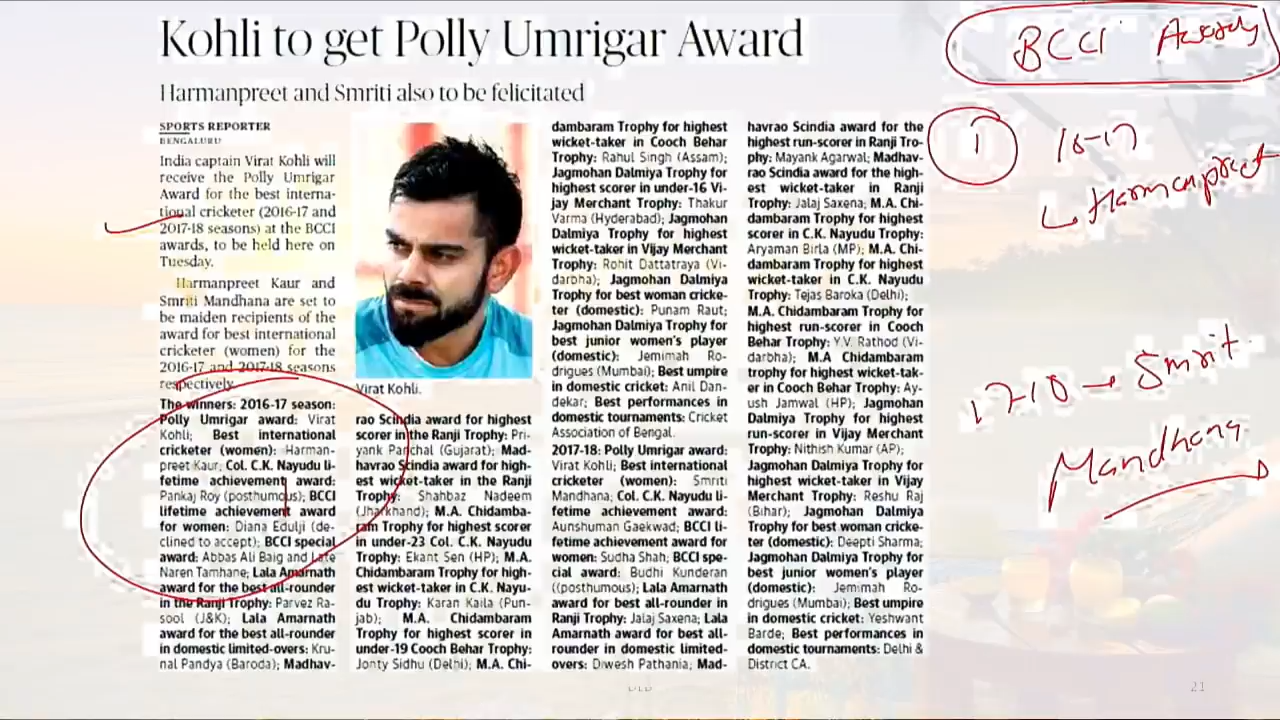 Kohli to get Polly Umrigar Award
Harmanpreet and Smriti also to be felicitated
SPORTS REPORTER
BENGALURU
India captain Virat Kohli will
receive the Polly Umrigar
Award for the best interna-
tional cricketer (2016-17 and
2017-18 seasons) at the BCCI
awards, to be held here on
Tuesday.
Harmanpreet Kaur and
Smriti Mandhana are set to
be maiden recipients of the
award for best international
cricketer (women) for the
2016-17 and 2017-18 seasons
respectively.
The winners: 2016-17 season:
Polly Umrigar award: Virat
Kohli; Best international
cricketer (women): Harman-
preet Kaur; Col. C.K. Nayudu li-
fetime achievement award:
Pankaj Roy (posthumous); BCCI
lifetime achievement award
for women: Diana Edulji (de-
clined to accept); BCCI special
award: Abbas Ali Baig and Late
Naren Tamhane; Lala Amarnath
award for the best all-rounder
in the Ranji Trophy: Parvez Ra-
sool (J&K); Lala Amarnath
award for the best all-rounder
in domestic limited-overs: Kru-
nal Pandya (Baroda); Madhav-
Virat Kohli.
rao Scindia award for highest
scorer in the Ranji Trophy: Pri-
yank Panchal (Gujarat); Mad-
havrao Scindia award for high-
est wicket-taker in the Ranji
Trophy: Shahbaz Nadeem
(Jharkhand); M.A. Chidamba-
ram Trophy for highest scorer
in under-23 Col. C.K. Nayudu
Trophy: Ekant Sen (HP); M.A.
Chidambaram Trophy for high-
est wicket-taker in C.K. Nayu-
du Trophy: Karan Kaila (Pun-
jab); M.A. Chidambaram
Trophy for highest scorer in
under-19 Cooch Behar Trophy:
Jonty Sidhu (Delhi); M.A. Chi-
dambaram Trophy for highest
wicket-taker in Cooch Behar
Trophy: Rahul Singh (Assam);
Jagmohan Dalmiya Trophy for
highest scorer in under-16 Vi-
jay Merchant Trophy: Thakur
Varma (Hyderabad); Jagmohan
Dalmiya Trophy for highest
wicket-taker in Vijay Merchant
Trophy: Rohit Dattatraya (Vi-
darbha); Jagmohan Dalmiya
Trophy for best woman cricke-
ter (domestic): Punam Raut;
Jagmohan Dalmiya Trophy for
best junior women's player
(domestic): Jemimah Ro-
drigues (Mumbai); Best umpire
in domestic cricket: Anil Dan-
dekar; Best performances in
domestic tournaments: Cricket
Association of Bengal.
2017-18: Polly Umrigar award:
Virat Kohli; Best international
cricketer (women): Smriti
Mandhana; Col. C.K. Nayudu li-
fetime achievement award:
Aunshuman Gaekwad; BCCI li-
fetime achievement award for
women: Sudha Shah; BCCI spe-
cial award: Budhi Kunderan
((posthumous); Lala Amarnath
award for best all-rounder in
Ranji Trophy: Jalaj Saxena; Lala
Amarnath award for best all-
rounder in domestic limited-
overs: Diwesh Pathania; Mad-
havrao Scindia award for the
highest run-scorer in Ranji Tro-
phy: Mayank Agarwal; Madhav-
rao Scindia award for the high-
est wicket-taker in Ranji
Trophy: Jalaj Saxena; M.A. Chi-
dambaram Trophy for highest
scorer in C.K. Nayudu Trophy:
Aryaman Birla (MP); M.A. Chi-
dambaram Trophy for highest
wicket-taker in C.K. Nayudu
Trophy: Tejas Baroka (Delhi);
M.A. Chidambaram Trophy for
highest run-scorer in Cooch
Behar Trophy: Y.V. Rathod (Vi-
darbha); M.A Chidambaram
trophy for highest wicket-tak-
er in Cooch Behar Trophy: Ay-
ush Jamwal (HP); Jagmohan
Dalmiya Trophy for highest
run-scorer in Vijay Merchant
Trophy: Nithish Kumar (AP);
Jagmohan Dalmiya Trophy for
highest wicket-taker in Vijay
Merchant Trophy: Reshu Raj
(Bihar); Jagmohan Dalmiya
Trophy for best woman cricke-
ter (domestic): Deepti Sharma;
Jagmohan Dalmiya Trophy for
best junior women's player
(domestic): Jemimah Ro-
drigues (Mumbai); Best umpire
in domestic cricket: Yeshwant
Barde; Best performances in
domestic tournaments: Delhi &
District CA.
BCCI Awards
1 16-17
Harmanpreet
17-18 → Smrit
Mandhana
21